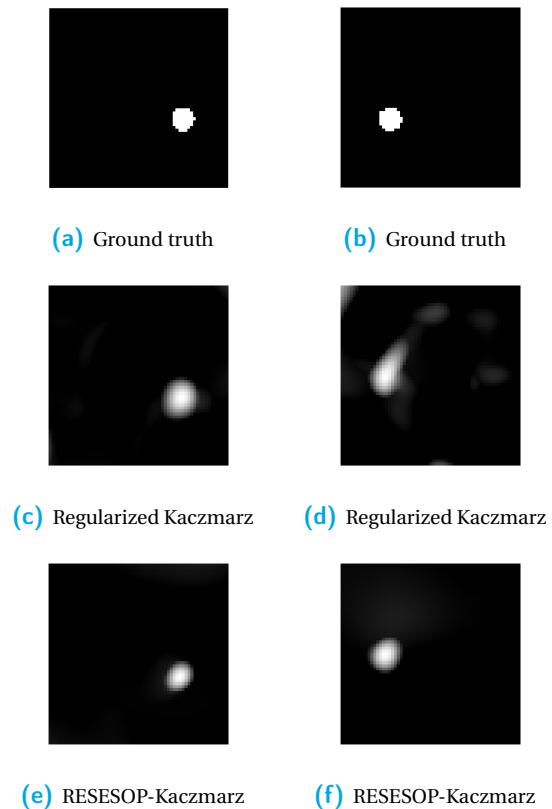 (a) Ground truth
(b) Ground truth
(c) Regularized Kaczmarz
(d) Regularized Kaczmarz
(e) RESESOP-Kaczmarz
(f) RESESOP-Kaczmarz